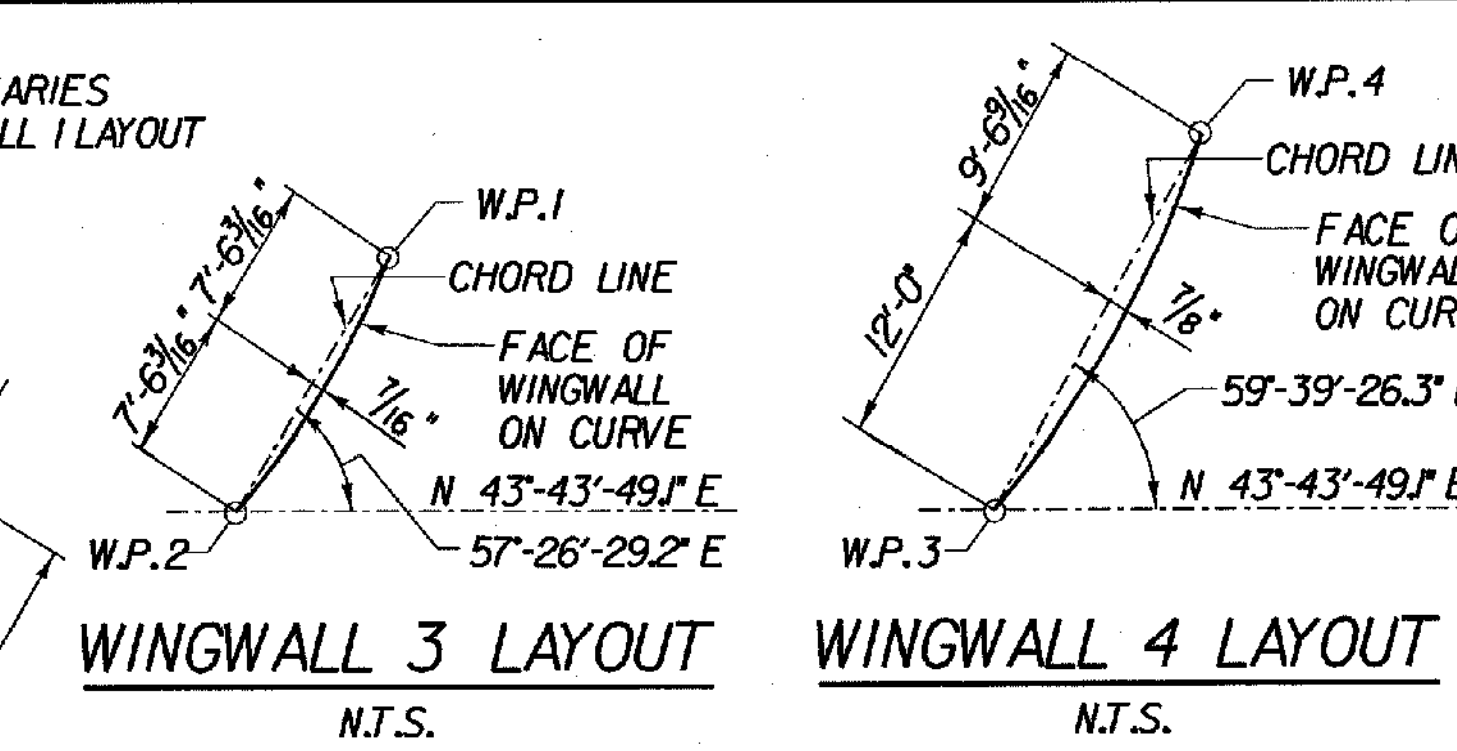 ARIES
LL 1 LAYOUT
7'-6 3/16"
7'-6 3/16"
W.P.1
CHORD LINE
FACE OF
WINGWALL
ON CURVE
7/16"
N 43°-43'-49.1" E
57°-26'-29.2" E
W.P.2
WINGWALL 3 LAYOUT
N.T.S.
9'-6 9/16"
12'-0"
W.P.4
CHORD LIN
FACE O
WINGWAL
ON CUR
7/8"
59°-39'-26.3"
N 43°-43'-49.1" E
W.P.3
WINGWALL 4 LAYOUT
N.T.S.